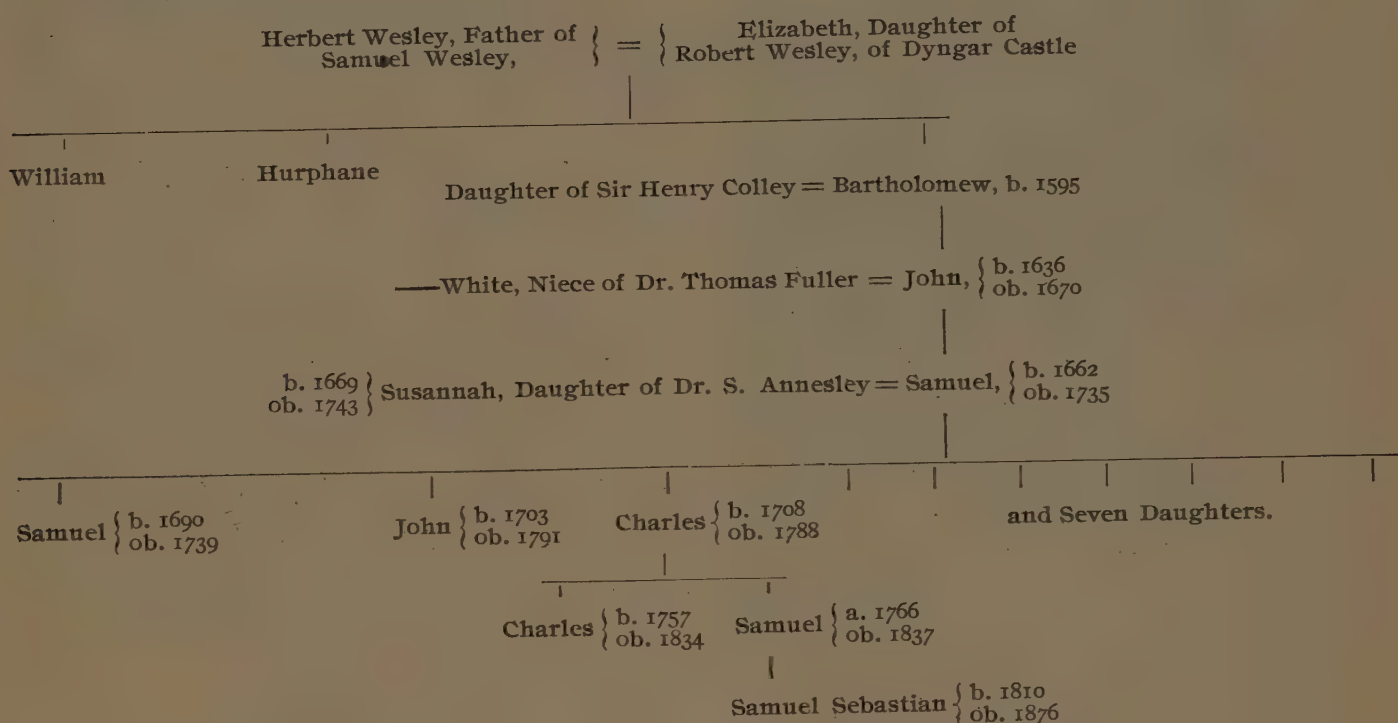 Herbert Wesley, Father of Samuel Wesley, } = { Elizabeth, Daughter of Robert Wesley, of Dyngar Castle
William
Hurphane
Daughter of Sir Henry Colley = Bartholomew, b. 1595
—White, Niece of Dr. Thomas Fuller = John, { b. 1636 ob. 1670
b. 1669 ob. 1743 } Susannah, Daughter of Dr. S. Annesley = Samuel, { b. 1662 ob. 1735
Samuel { b. 1690 ob. 1739
John { b. 1703 ob. 1791
Charles { b. 1708 ob. 1788
and Seven Daughters.
Charles { b. 1757 ob. 1834
Samuel { a. 1766 ob. 1837
Samuel Sebastian { b. 1810 ob. 1876